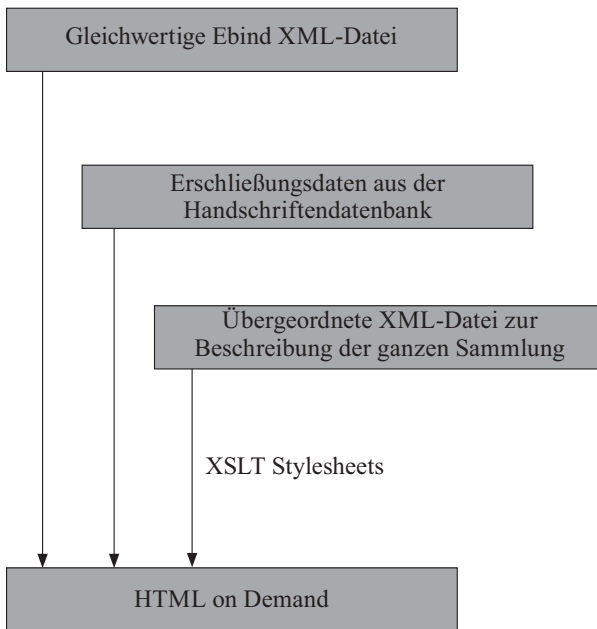 Gleichwertige Ebind XML-Datei
Erschließungsdaten aus der
Handschriftendatenbank
Übergeordnete XML-Datei zur
Beschreibung der ganzen Sammlung
XSLT Stylesheets
HTML on Demand